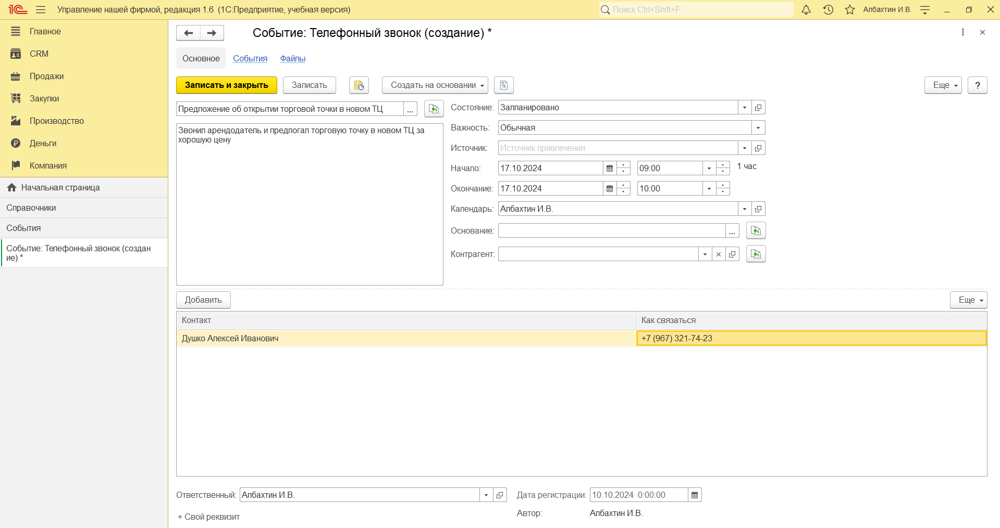 1С Управление нашей фирмой, редакция 1.6 (1С:Предприятие, учебная версия)
Поиск Ctrl+Shift+F
Албахтин И.В.
Главное
CRM
Продажи
Закупки
Производство
Деньги
Компания
Начальная страница
Справочники
События
Событие: Телефонный звонок (создан
ие) *
Событие: Телефонный звонок (создание) *
Основное События Файлы
Записать и закрыть Записать Создать на основании Еще ?
Предложение об открытии торговой точки в новом ТЦ ...
Звонил арендодатель и предлогал торговую точку в новом ТЦ за
хорошую цену
Состояние: Запланировано
Важность: Обычная
Источник: Источник привлечения
Начало: 17.10.2024 09:00 1 час
Окончание: 17.10.2024 10:00
Календарь: Албахтин И.В.
Основание: ...
Контрагент:
Добавить Еще
Контакт Как связаться
Душко Алексей Иванович +7 (967) 321-74-23
Ответственный: Албахтин И.В. Дата регистрации: 10.10.2024 0:00:00
+ Свой реквизит Автор: Албахтин И.В.